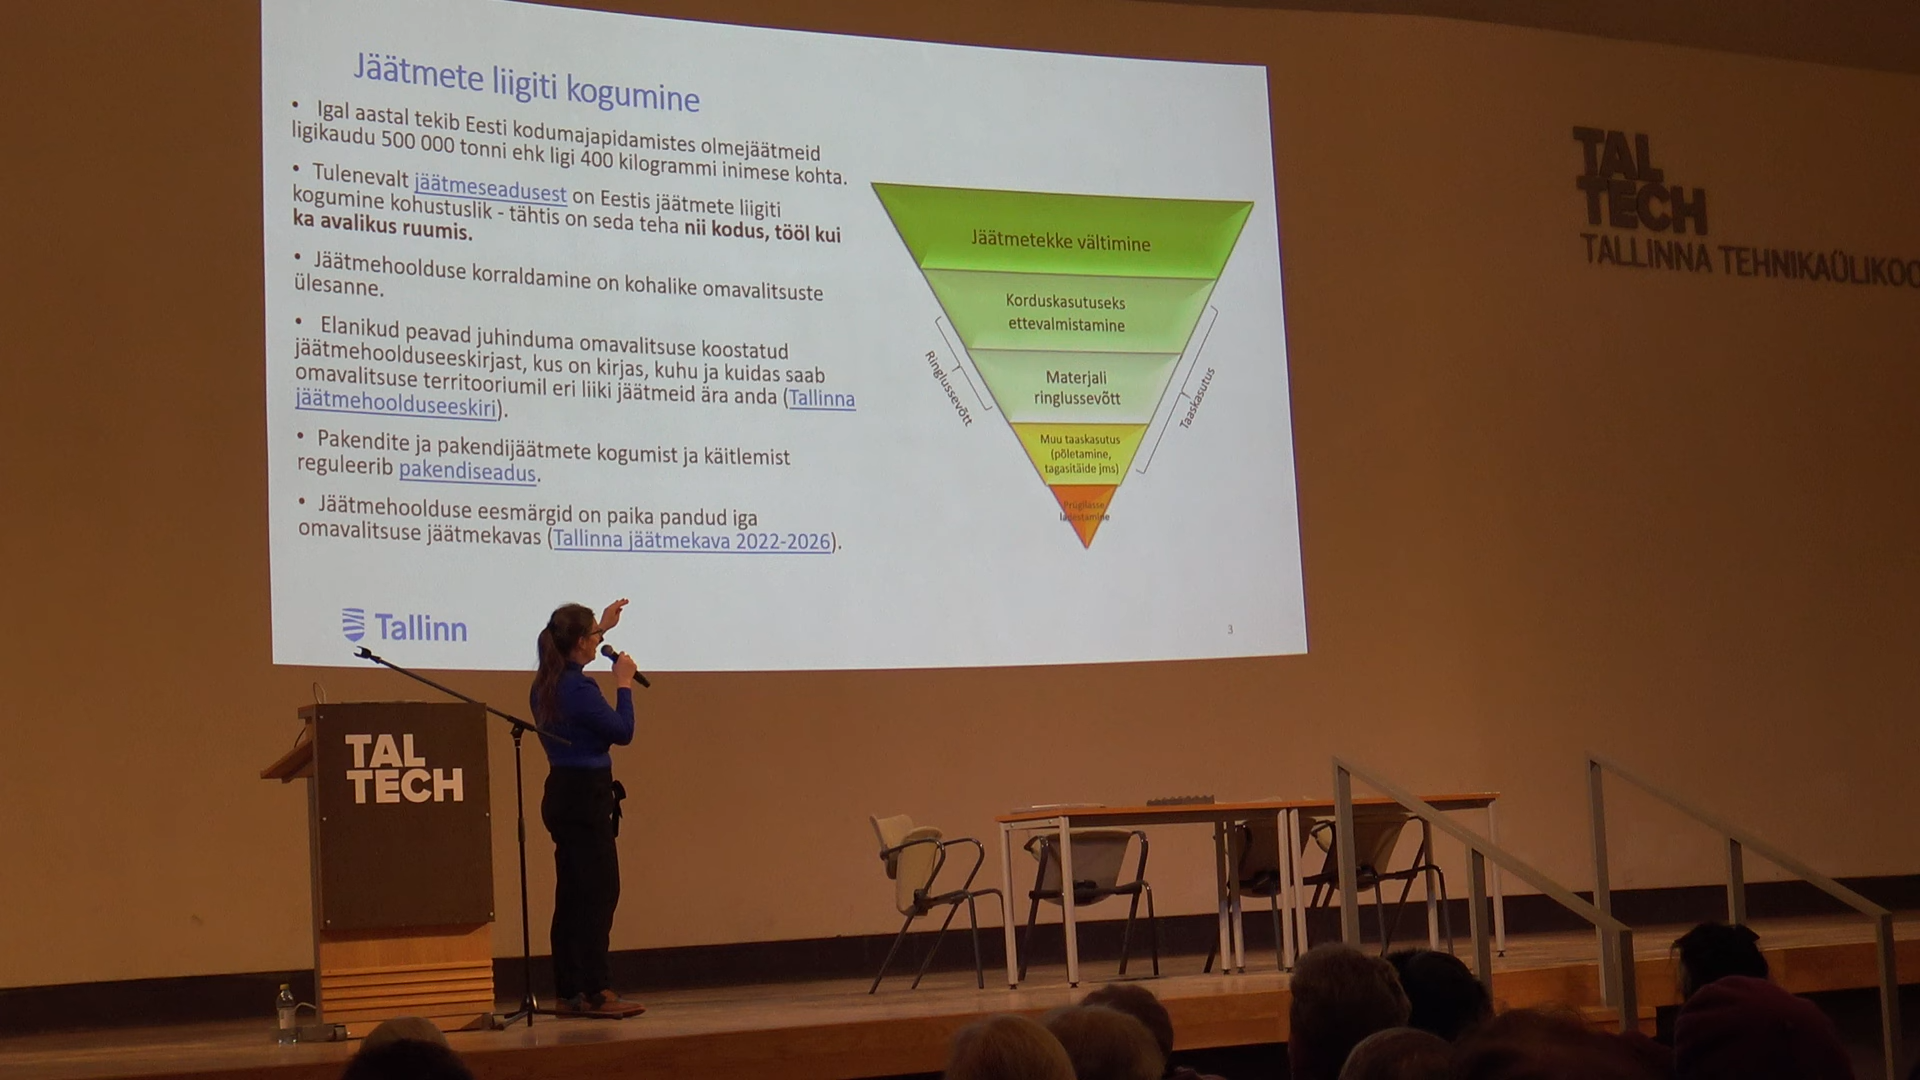 Jäätmete liigiti kogumine
• Igal aastal tekib Eesti kodumajapidamistes olmejäätmeid
ligikaudu 500 000 tonni ehk ligi 400 kilogrammi inimese kohta.
• Tulenevalt jäätmeseadusest on Eestis jäätmete liigiti
kogumine kohustuslik - tähtis on seda teha nii kodus, tööl kui
ka avalikus ruumis.
• Jäätmehoolduse korraldamine on kohalike omavalitsuste
ülesanne.
• Elanikud peavad juhinduma omavalitsuse koostatud
jäätmehoolduseeskirjast, kus on kirjas, kuhu ja kuidas saab
omavalitsuse territooriumil eri liiki jäätmeid ära anda (Tallinna
jäätmehoolduseeskiri).
• Pakendite ja pakendijäätmete kogumist ja käitlemist
reguleerib pakendiseadus.
• Jäätmehoolduse eesmärgid on paika pandud iga
omavalitsuse jäätmekavas (Tallinna jäätmekava 2022-2026).
Jäätmetekke vältimine
Korduskasutuseks
ettevalmistamine
Materjali
ringlussevõtt
Muu taaskasutus
(põletamine,
tagasitäide jms)
Prügilasse
ladestamine
Ringlussevõtt
Taaskasutus
Tallinn
3
TAL
TECH
TALLINNA TEHNIKAÜLIKOO
TAL
TECH